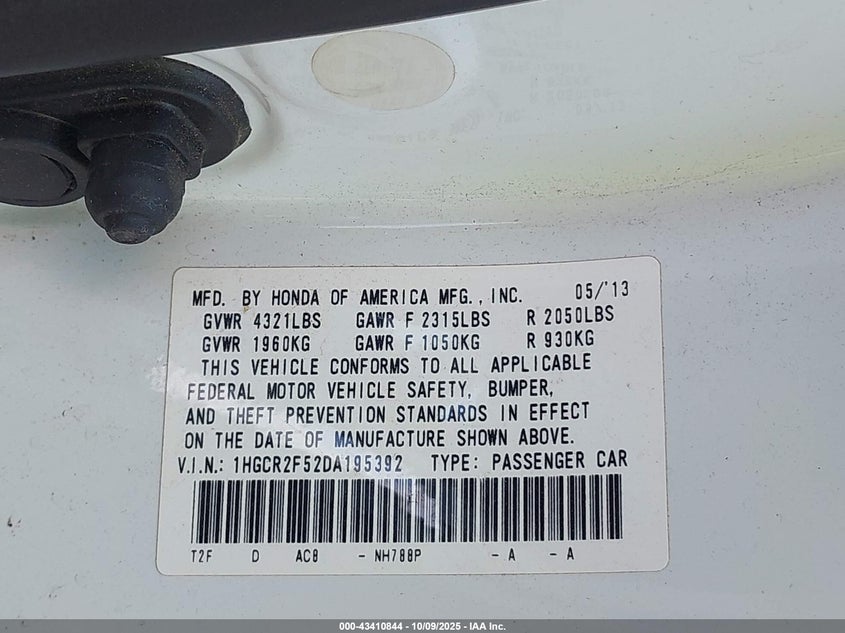 MFD. BY HONDA OF AMERICA MFG., INC. 05/'13
GVWR 4321LBS GAWR F 2315LBS R 2050LBS
GVWR 1960KG GAWR F 1050KG R 930KG
THIS VEHICLE CONFORMS TO ALL APPLICABLE
FEDERAL MOTOR VEHICLE SAFETY, BUMPER,
AND THEFT PREVENTION STANDARDS IN EFFECT
ON THE DATE OF MANUFACTURE SHOWN ABOVE.
V.I.N.: 1HGCR2F52DA195392 TYPE: PASSENGER CAR
T2F D AC8 - NH788P - A - A
000-43410844 - 10/09/2025 - IAA Inc.